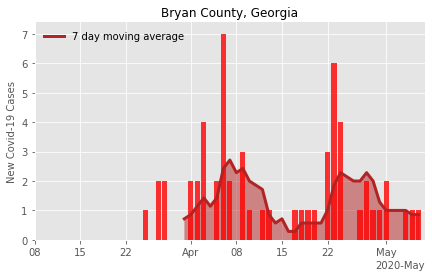 Bryan County, Georgia
7 day moving average
New Covid-19 Cases
7
6
5
4
3
2
1
0
08 15 22 Apr 08 15 22 May
2020-May